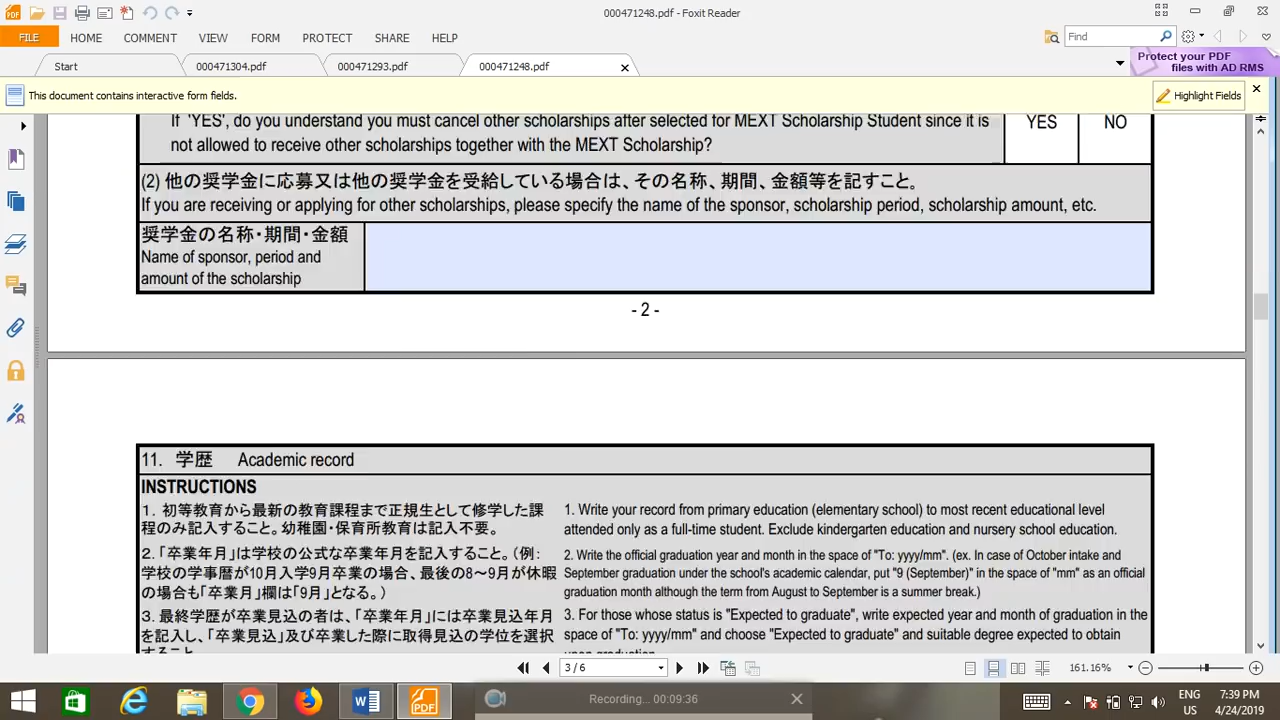 000471248.pdf - Foxit Reader
FILE HOME COMMENT VIEW FORM PROTECT SHARE HELP Find
Start 000471304.pdf 000471293.pdf 000471248.pdf
Protect your PDF
files with AD RMS
This document contains interactive form fields. Highlight Fields
If 'YES', do you understand you must cancel other scholarships after selected for MEXT Scholarship Student since it is
not allowed to receive other scholarships together with the MEXT Scholarship?
YES NO
(2) 他の奨学金に応募又は他の奨学金を受給している場合は、その名称、期間、金額等を記すこと。
If you are receiving or applying for other scholarships, please specify the name of the sponsor, scholarship period, scholarship amount, etc.
奨学金の名称・期間・金額
Name of sponsor, period and
amount of the scholarship
- 2 -
11. 学歴 Academic record
INSTRUCTIONS
１．初等教育から最新の教育課程まで正規生として修学した課
程のみ記入すること。幼稚園・保育所教育は記入不要。
1. Write your record from primary education (elementary school) to most recent educational level
attended only as a full-time student. Exclude kindergarten education and nursery school education.
２．「卒業年月」は学校の公式な卒業年月を記入すること。（例：
学校の学事暦が10月入学9月卒業の場合、最後の8～9月が休暇
の場合も「卒業月」欄は「9月」となる。）
2. Write the official graduation year and month in the space of "To: yyyy/mm". (ex. In case of October intake and
September graduation under the school's academic calendar, put "9 (September)" in the space of "mm" as an official
graduation month although the term from August to September is a summer break.)
３．最終学歴が卒業見込の者は、「卒業年月」には卒業見込年月
を記入し、「卒業見込」及び卒業した際に取得見込の学位を選択
すること。
3. For those whose status is "Expected to graduate", write expected year and month of graduation in the
space of "To: yyyy/mm" and choose "Expected to graduate" and suitable degree expected to obtain
upon graduation.
3 / 6 161.16%
Recording... 00:09:36
ENG 7:39 PM
US 4/24/2019